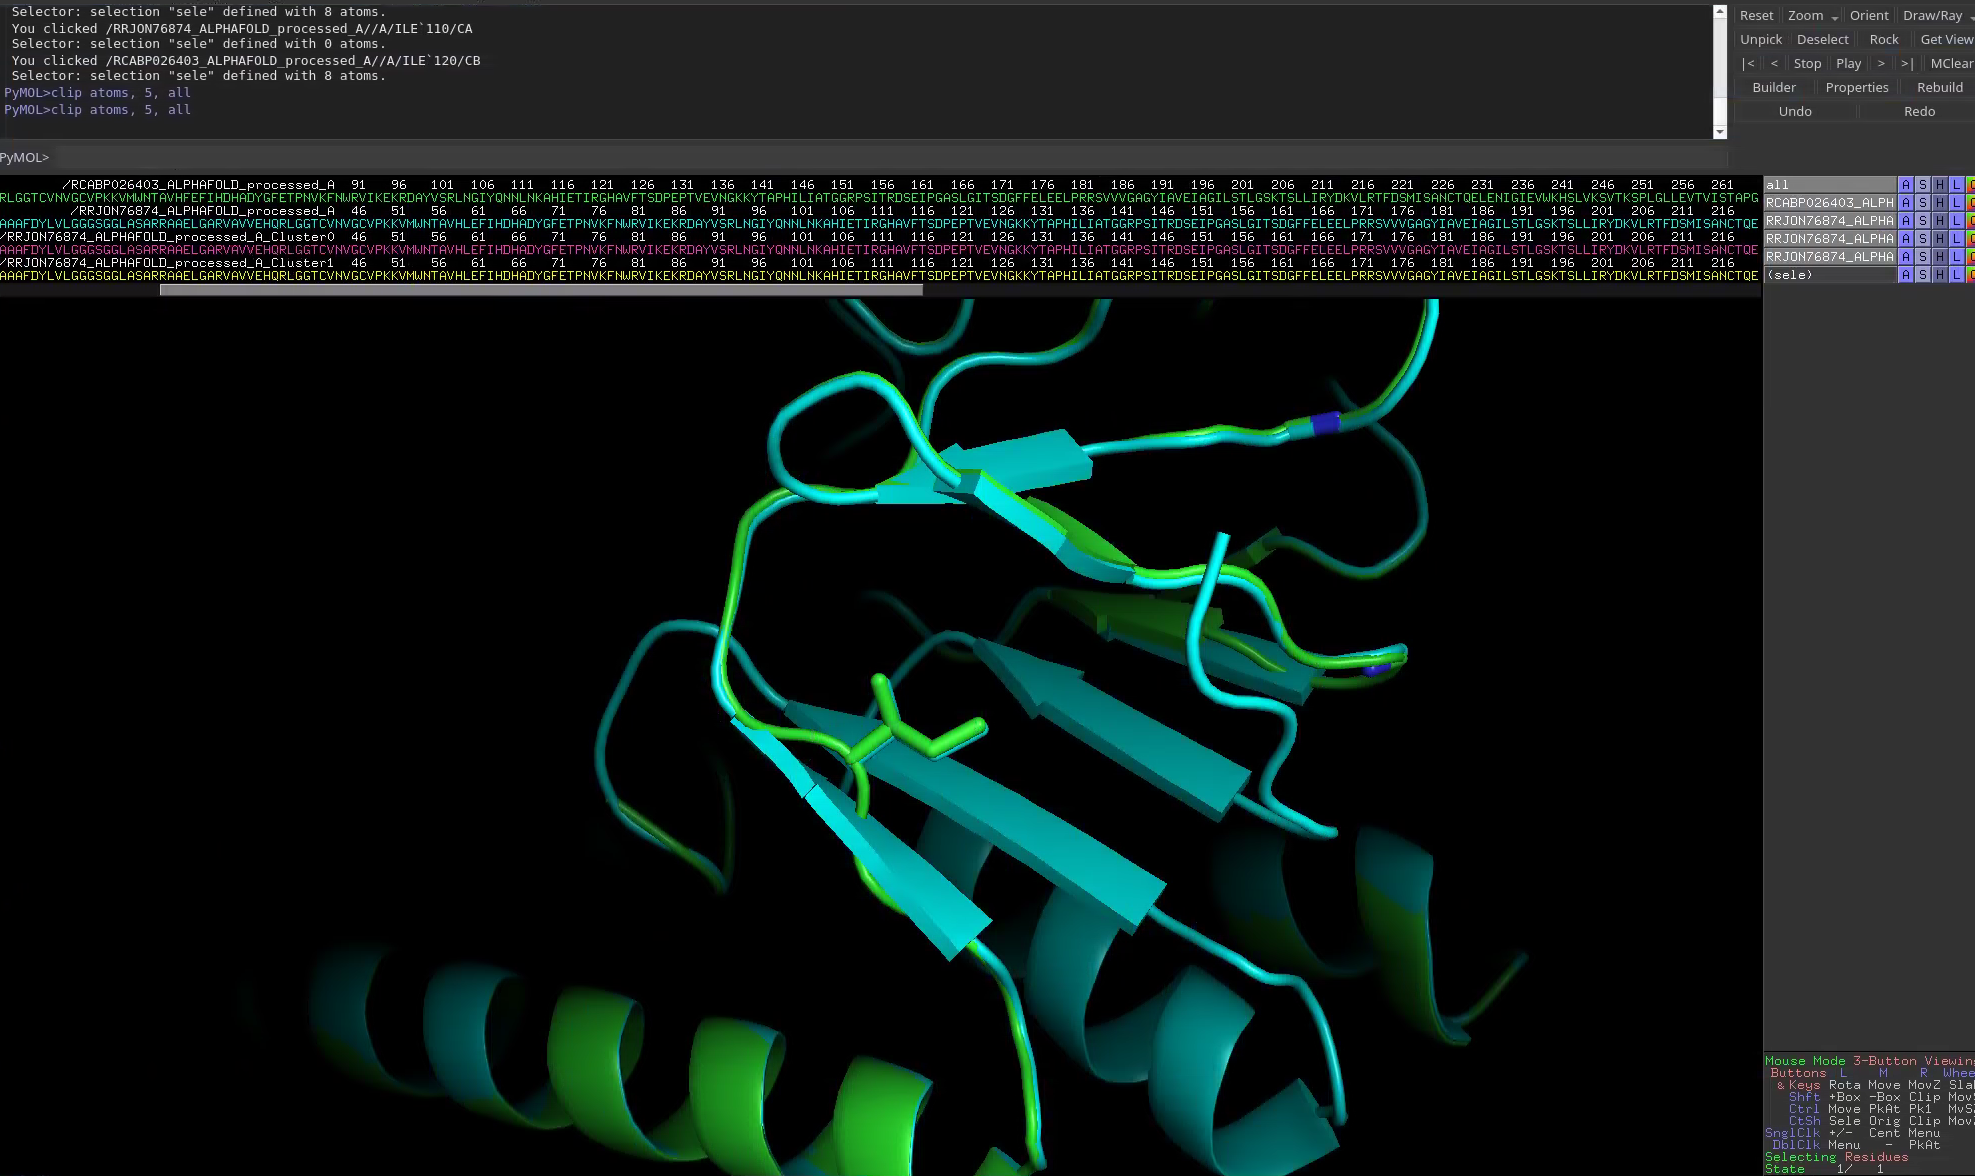 Selector: selection "sele" defined with 8 atoms.
You clicked /RRJON76874_ALPHAFOLD_processed_A//A/ILE`110/CA
Selector: selection "sele" defined with 0 atoms.
You clicked /RCABP026403_ALPHAFOLD_processed_A//A/ILE`120/CB
Selector: selection "sele" defined with 8 atoms.
PyMOL>clip atoms, 5, all
PyMOL>clip atoms, 5, all
PyMOL>
Reset Zoom Orient Draw/Ray
Unpick Deselect Rock Get View
|< < Stop Play > >| MClear
Builder Properties Rebuild
Undo Redo
/RCABP026403_ALPHAFOLD_processed_A 91 96 101 106 111 116 121 126 131 136 141 146 151 156 161 166 171 176 181 186 191 196 201 206 211 216 221 226 231 236 241 246 251 256 261
RLGGTCVNVGCVPKKVMWNTAVHFEFIHDHADYGFETPNVKFNWRVIKEKRDAYVSRLNGIYQNNLNKAHIETIRGHAVFTSDPEPTVEVNGKKYTAPHILIATGGRPSITRDSEIPGASLGITSDGFFELEELPRRSVVVGAGYIAVEIAGILSTLGSKTSLLIRYDKVLRTFDSMISANCTQELENIGIEVWKHSLVKSVTKSPLGLLEVTVISTAPG
/RRJON76874_ALPHAFOLD_processed_A 46 51 56 61 66 71 76 81 86 91 96 101 106 111 116 121 126 131 136 141 146 151 156 161 166 171 176 181 186 191 196 201 206 211 216
AAAFDYLVLGGGSGGLASARRAAELGARVAVVEHQRLGGTCVNVGCVPKKVMWNTAVHLEFIHDHADYGFETPNVKFNWRVIKEKRDAYVSRLNGIYQNNLNKAHIETIRGHAVFTSDPEPTVEVNGKKYTAPHILIATGGRPSITRDSEIPGASLGITSDGFFELEELPRRSVVVGAGYIAVEIAGILSTLGSKTSLLIRYDKVLRTFDSMISANCTQE
/RRJON76874_ALPHAFOLD_processed_A_Cluster0 46 51 56 61 66 71 76 81 86 91 96 101 106 111 116 121 126 131 136 141 146 151 156 161 166 171 176 181 186 191 196 201 206 211 216
AAAFDYLVLGGGSGGLASARRAAELGARVAVVEHQRLGGTCVNVGCVPKKVMWNTAVHLEFIHDHADYGFETPNVKFNWRVIKEKRDAYVSRLNGIYQNNLNKAHIETIRGHAVFTSDPEPTVEVNGKKYTAPHILIATGGRPSITRDSEIPGASLGITSDGFFELEELPRRSVVVGAGYIAVEIAGILSTLGSKTSLLIRYDKVLRTFDSMISANCTQE
/RRJON76874_ALPHAFOLD_processed_A_Cluster1 46 51 56 61 66 71 76 81 86 91 96 101 106 111 116 121 126 131 136 141 146 151 156 161 166 171 176 181 186 191 196 201 206 211 216
AAAFDYLVLGGGSGGLASARRAAELGARVAVVEHQRLGGTCVNVGCVPKKVMWNTAVHLEFIHDHADYGFETPNVKFNWRVIKEKRDAYVSRLNGIYQNNLNKAHIETIRGHAVFTSDPEPTVEVNGKKYTAPHILIATGGRPSITRDSEIPGASLGITSDGFFELEELPRRSVVVGAGYIAVEIAGILSTLGSKTSLLIRYDKVLRTFDSMISANCTQE
all A S H L
RCABP026403_ALPH A S H L
RRJON76874_ALPHA A S H L
RRJON76874_ALPHA A S H L
RRJON76874_ALPHA A S H L
(sele) A S H L
Mouse Mode 3-Button Viewing
Buttons L M R Whee
& Keys Rota Move MovZ Sla
Shft +Box -Box Clip Mov
Ctrl Move PkAt Pk1 MvS
CtSh Sele Orig Clip Mov
SnglClk +/- Cent Menu
DblClk Menu - PkAt
Selecting Residues
State 1/ 1